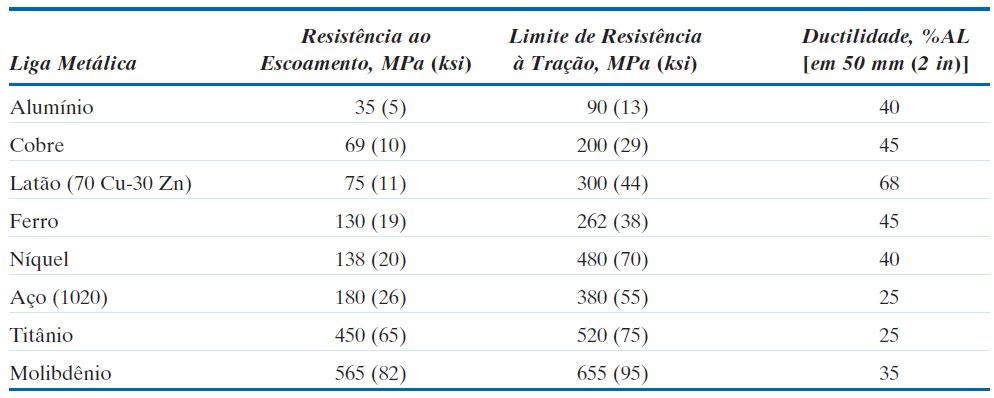 Resistência ao Limite de Resistência Ductilidade, %AL
Liga Metálica Escoamento, MPa (ksi) à Tração, MPa (ksi) [em 50 mm (2 in)]
Alumínio 35 (5) 90 (13) 40
Cobre 69 (10) 200 (29) 45
Latão (70 Cu-30 Zn) 75 (11) 300 (44) 68
Ferro 130 (19) 262 (38) 45
Níquel 138 (20) 480 (70) 40
Aço (1020) 180 (26) 380 (55) 25
Titânio 450 (65) 520 (75) 25
Molibdênio 565 (82) 655 (95) 35